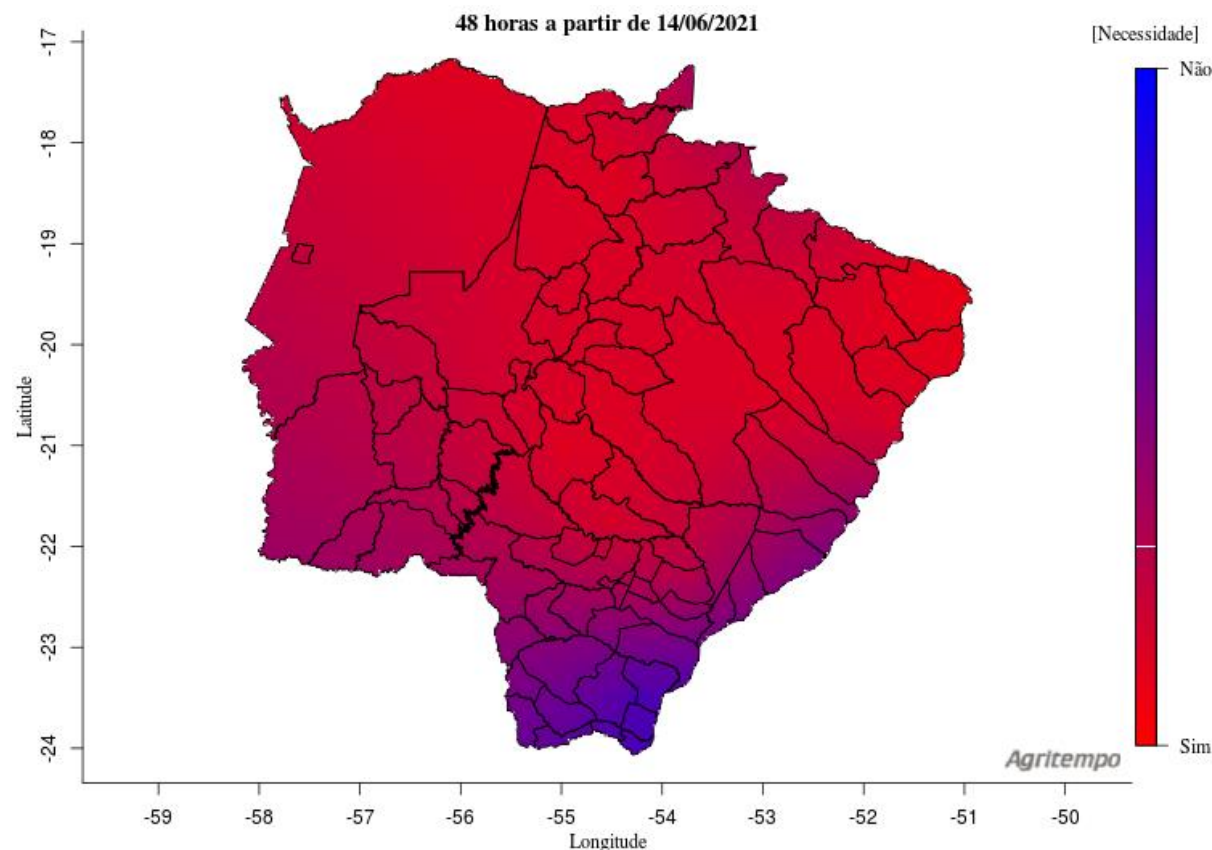 48 horas a partir de 14/06/2021
[Necessidade]
Não
Sim
Latitude
-17
-18
-19
-20
-21
-22
-23
-24
Agritempo
-59
-58
-57
-56
-55
-54
-53
-52
-51
-50
Longitude